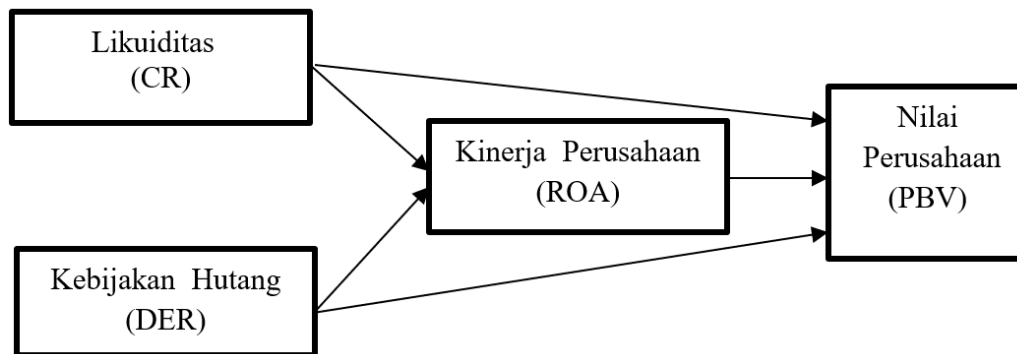 Likuiditas
(CR)
Kinerja Perusahaan
(ROA)
Nilai
Perusahaan
(PBV)
Kebijakan Hutang
(DER)